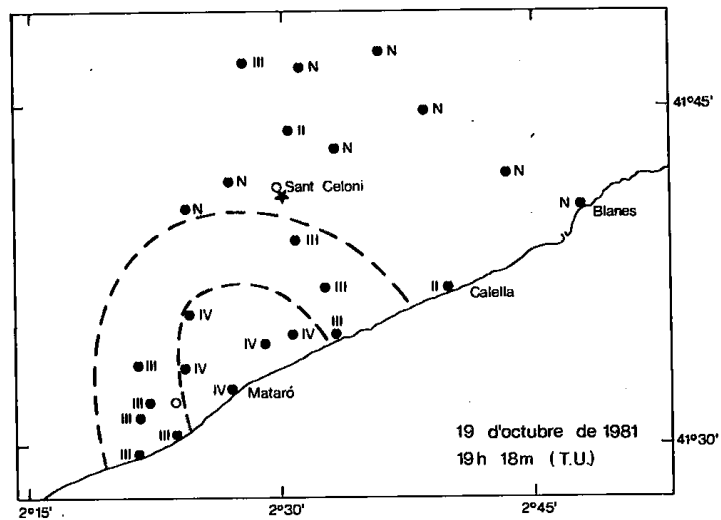 III
N
N
41°45'
N
II
N
N
N
Sant Celoni
N
N
Blanes
III
III
II
Calella
IV
III
IV
IV
III
IV
IV
Mataró
III
III
III
III
19 d'octubre de 1981
19h 18m (T.U.)
41°30'
2°15'
2°30'
2°45'